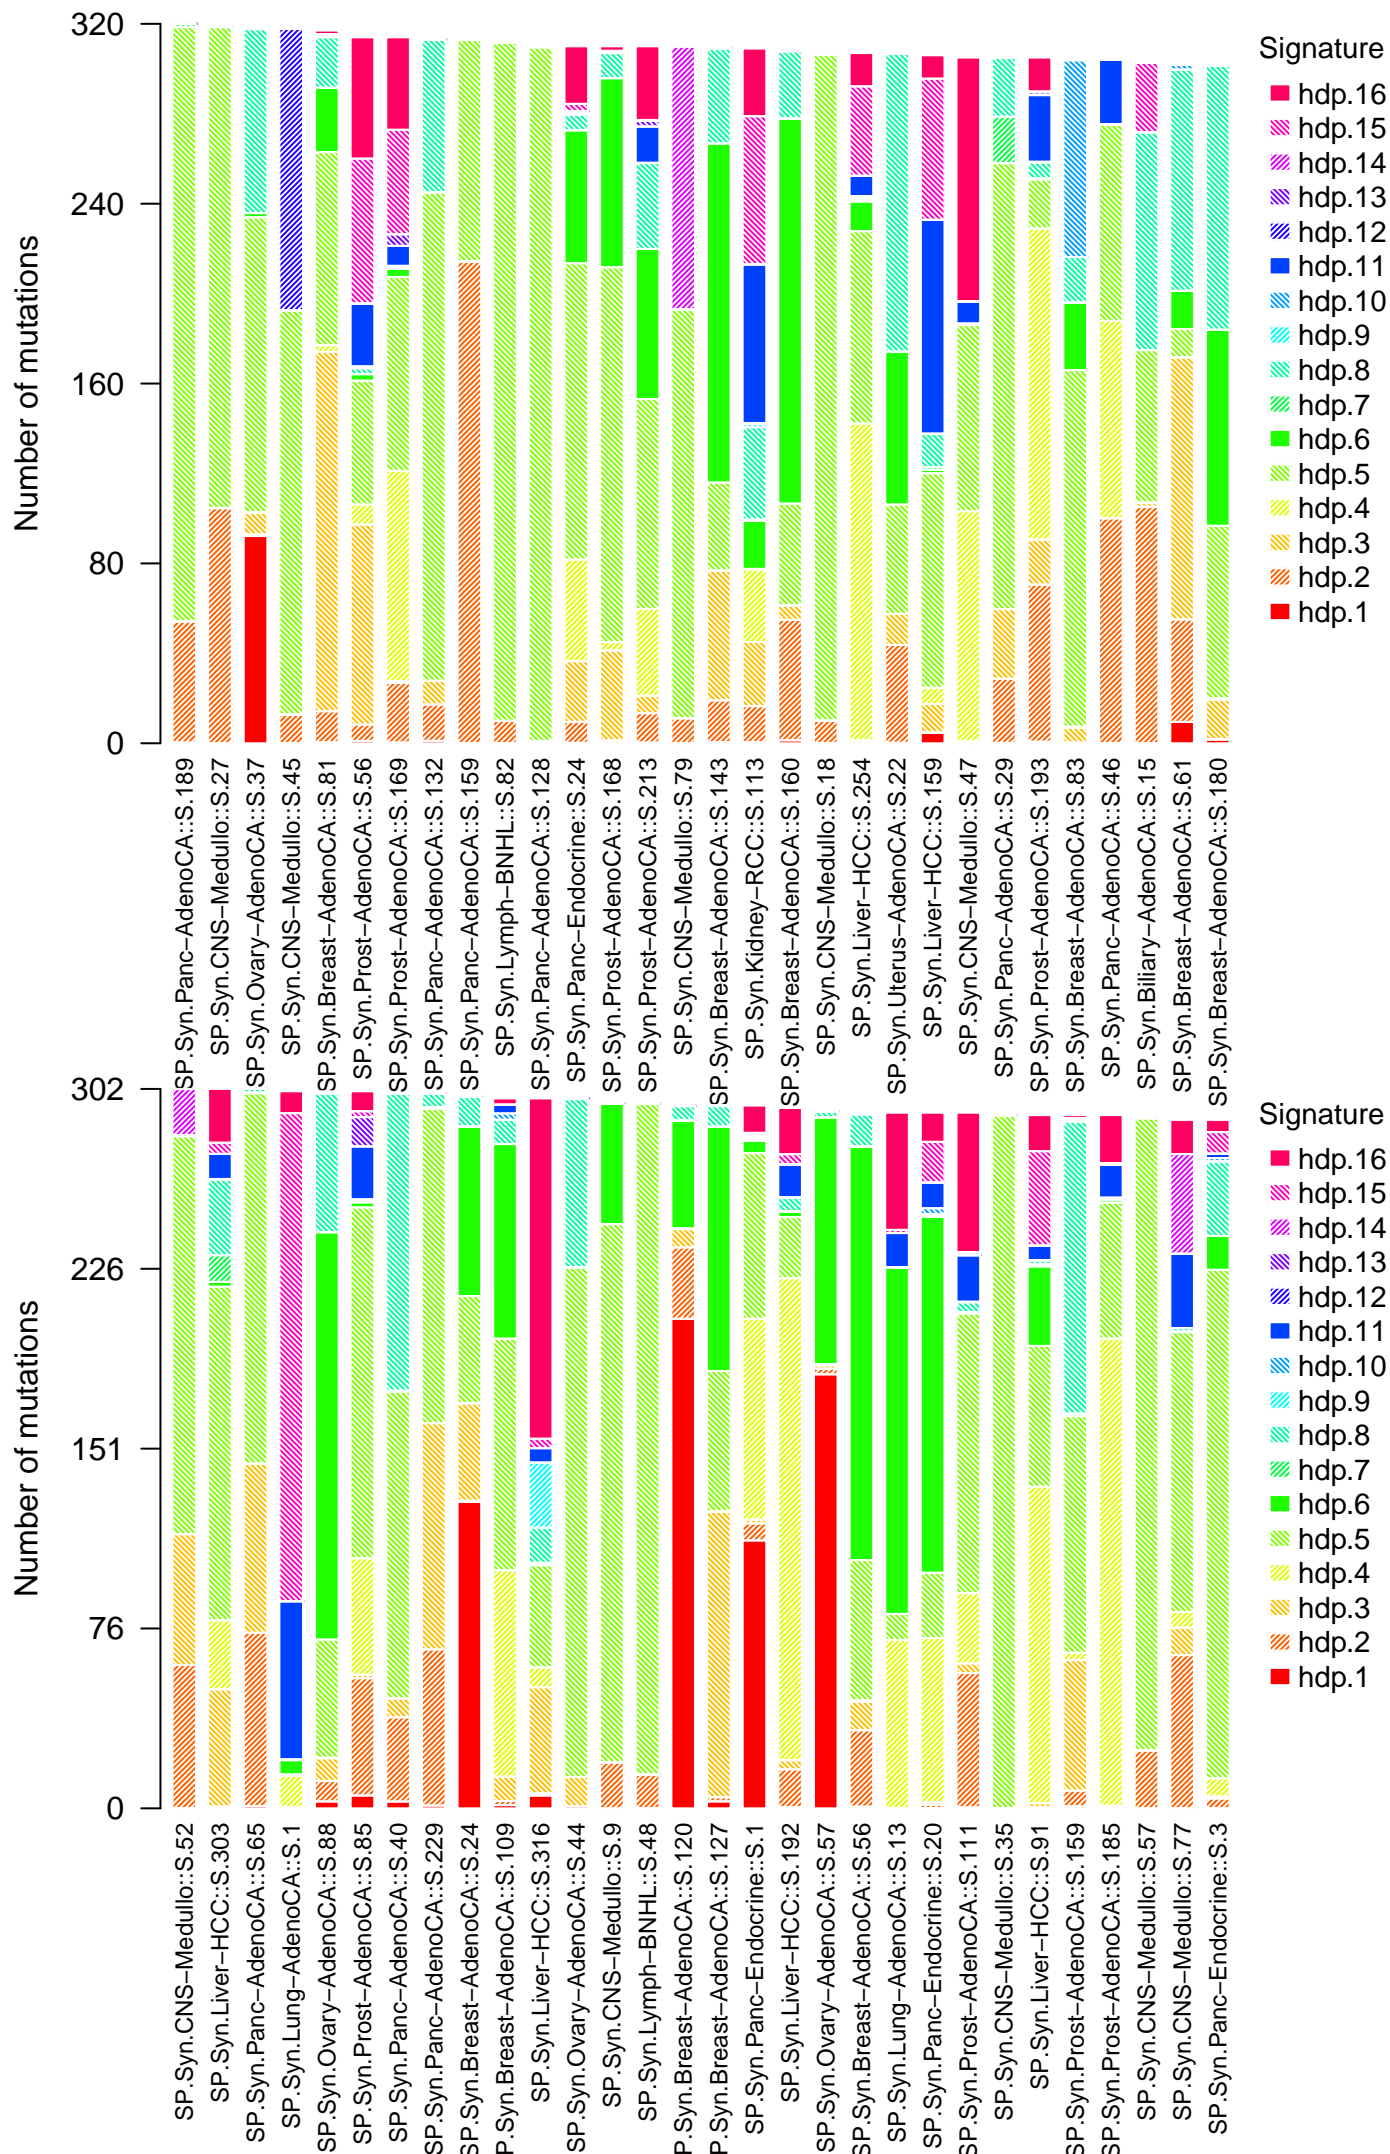 320
240
160
80
0
Number of mutations
SP.Syn.Panc−AdenoCA::S.189
SP.Syn.CNS−Medullo::S.27
SP.Syn.Ovary−AdenoCA::S.37
SP.Syn.CNS−Medullo::S.45
SP.Syn.Breast−AdenoCA::S.81
SP.Syn.Prost−AdenoCA::S.56
SP.Syn.Prost−AdenoCA::S.169
SP.Syn.Panc−AdenoCA::S.132
SP.Syn.Panc−AdenoCA::S.159
SP.Syn.Lymph−BNHL::S.82
SP.Syn.Panc−AdenoCA::S.128
SP.Syn.Panc−Endocrine::S.24
SP.Syn.Prost−AdenoCA::S.168
SP.Syn.Prost−AdenoCA::S.213
SP.Syn.CNS−Medullo::S.79
SP.Syn.Breast−AdenoCA::S.143
SP.Syn.Kidney−RCC::S.113
SP.Syn.Breast−AdenoCA::S.160
SP.Syn.CNS−Medullo::S.18
SP.Syn.Liver−HCC::S.254
SP.Syn.Uterus−AdenoCA::S.22
SP.Syn.Liver−HCC::S.159
SP.Syn.CNS−Medullo::S.47
SP.Syn.Panc−AdenoCA::S.29
SP.Syn.Prost−AdenoCA::S.193
SP.Syn.Breast−AdenoCA::S.83
SP.Syn.Panc−AdenoCA::S.46
SP.Syn.Biliary−AdenoCA::S.15
SP.Syn.Breast−AdenoCA::S.61
SP.Syn.Breast−AdenoCA::S.180
Signature
hdp.16
hdp.15
hdp.14
hdp.13
hdp.12
hdp.11
hdp.10
hdp.9
hdp.8
hdp.7
hdp.6
hdp.5
hdp.4
hdp.3
hdp.2
hdp.1
302
226
151
76
0
Number of mutations
SP.Syn.CNS−Medullo::S.52
SP.Syn.Liver−HCC::S.303
SP.Syn.Panc−AdenoCA::S.65
SP.Syn.Lung−AdenoCA::S.1
SP.Syn.Ovary−AdenoCA::S.88
SP.Syn.Prost−AdenoCA::S.85
SP.Syn.Panc−AdenoCA::S.40
SP.Syn.Panc−AdenoCA::S.229
SP.Syn.Breast−AdenoCA::S.24
SP.Syn.Breast−AdenoCA::S.109
SP.Syn.Liver−HCC::S.316
SP.Syn.Ovary−AdenoCA::S.44
SP.Syn.CNS−Medullo::S.9
SP.Syn.Lymph−BNHL::S.48
P.Syn.Breast−AdenoCA::S.120
P.Syn.Breast−AdenoCA::S.127
SP.Syn.Panc−Endocrine::S.1
SP.Syn.Liver−HCC::S.192
SP.Syn.Ovary−AdenoCA::S.57
SP.Syn.Breast−AdenoCA::S.56
SP.Syn.Lung−AdenoCA::S.13
SP.Syn.Panc−Endocrine::S.20
SP.Syn.Prost−AdenoCA::S.111
SP.Syn.CNS−Medullo::S.35
SP.Syn.Liver−HCC::S.91
SP.Syn.Prost−AdenoCA::S.159
SP.Syn.Prost−AdenoCA::S.185
SP.Syn.CNS−Medullo::S.57
SP.Syn.CNS−Medullo::S.77
SP.Syn.Panc−Endocrine::S.3
Signature
hdp.16
hdp.15
hdp.14
hdp.13
hdp.12
hdp.11
hdp.10
hdp.9
hdp.8
hdp.7
hdp.6
hdp.5
hdp.4
hdp.3
hdp.2
hdp.1